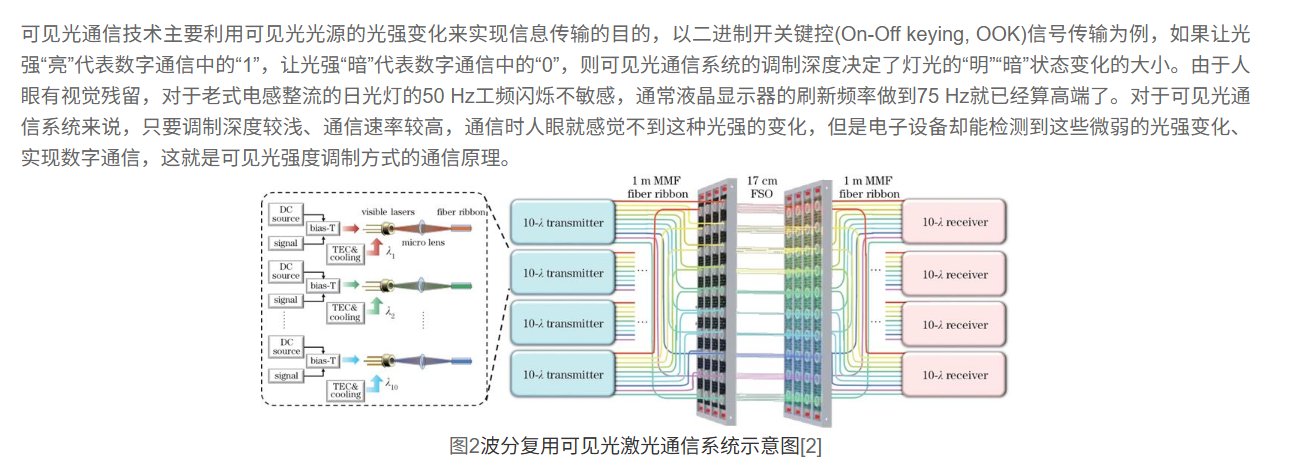 可见光通信技术主要利用可见光光源的光强变化来实现信息传输的目的，以二进制开关键控(On-Off keying, OOK)信号传输为例，如果让光
强“亮”代表数字通信中的“1”，让光强“暗”代表数字通信中的“0”，则可见光通信系统的调制深度决定了灯光的“明”“暗”状态变化的大小。由于人
眼有视觉残留，对于老式电感整流的日光灯的50 Hz工频闪烁不敏感，通常液晶显示器的刷新频率做到75 Hz就已经算高端了。对于可见光通
信系统来说，只要调制深度较浅、通信速率较高，通信时人眼就感觉不到这种光强的变化，但是电子设备却能检测到这些微弱的光强变化、
实现数字通信，这就是可见光强度调制方式的通信原理。
DC
source
bias-T
signal
TEC&
cooling
λ1
visible lasers
fiber ribbon
micro lens
DC
source
bias-T
signal
TEC&
cooling
λ2
DC
source
bias-T
signal
TEC&
cooling
λ10
10-λ transmitter
10-λ transmitter
10-λ transmitter
10-λ transmitter
1 m MMF
fiber ribbon
17 cm
FSO
1 m MMF
fiber ribbon
10-λ receiver
10-λ receiver
10-λ receiver
10-λ receiver
图2波分复用可见光激光通信系统示意图[2]